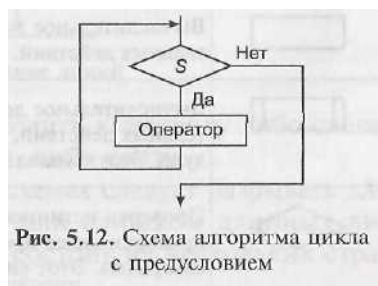 Нет
S
Да
Оператор
Рис. 5.12. Схема алгоритма цикла
с предусловием